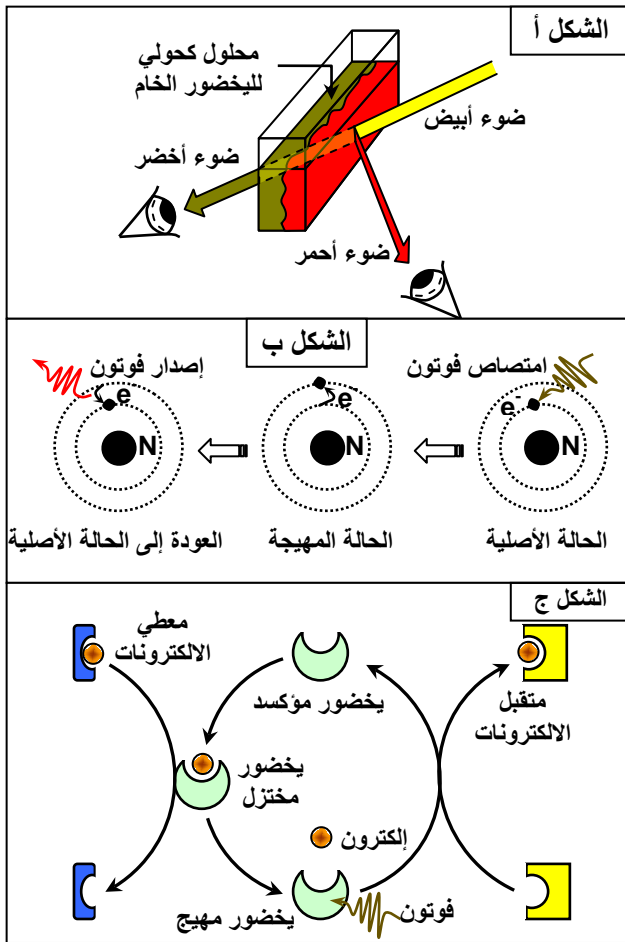 الشكل أ
محلول كحولي
لليخضور الخام
ضوء أبيض
ضوء أخضر
ضوء أحمر
الشكل ب
امتصاص فوتون
إصدار فوتون
e-
N
e-
N
e-
N
الحالة الأصلية
الحالة المهيجة
العودة إلى الحالة الأصلية
الشكل ج
معطي
الالكترونات
متقبل
الالكترونات
يخضور مؤكسد
يخضور
مختزل
إلكترون
فوتون
يخضور مهيج